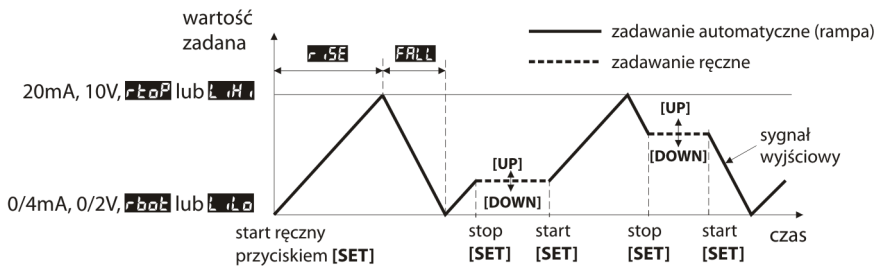 wartość
zadana
riSE
FALL
zadawanie automatyczne (rampa)
zadawanie ręczne
20mA, 10V, rtoP lub LiHi
[UP]
[DOWN]
sygnał
wyjściowy
[UP]
[DOWN]
0/4mA, 0/2V, rbot lub LiLo
start ręczny
przyciskiem [SET]
stop
[SET]
start
[SET]
stop
[SET]
start
[SET]
czas